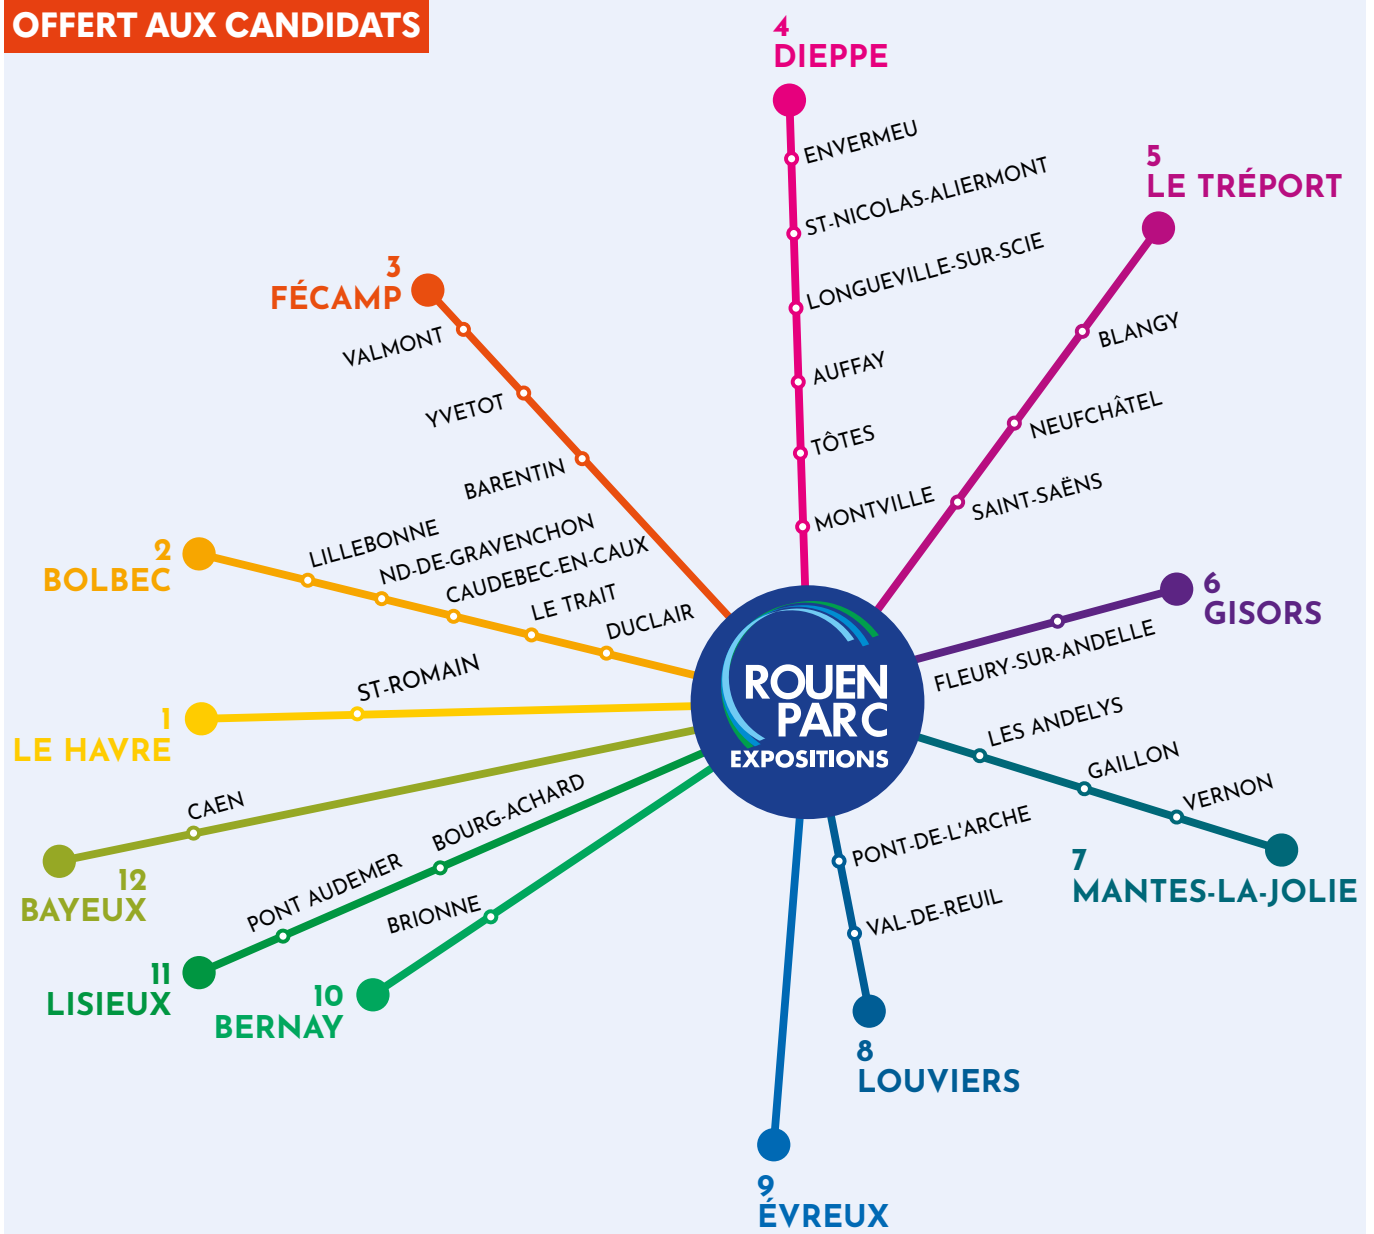 OFFERT AUX CANDIDATS
4
DIEPPE
ENVERMEU
ST-NICOLAS-ALIERMONT
LONGUEVILLE-SUR-SCIE
AUFFAY
TÔTES
MONTVILLE
5
LE TRÉPORT
BLANGY
NEUFCHÂTEL
SAINT-SAËNS
3
FÉCAMP
VALMONT
YVETOT
BARENTIN
2
BOLBEC
LILLEBONNE
ND-DE-GRAVENCHON
CAUDEBEC-EN-CAUX
LE TRAIT
DUCLAIR
6
GISORS
FLEURY-SUR-ANDELLE
ROUEN
PARC
EXPOSITIONS
1
LE HAVRE
ST-ROMAIN
LES ANDELYS
GAILLON
VERNON
7
MANTES-LA-JOLIE
CAEN
12
BAYEUX
BOURG-ACHARD
PONT AUDEMER
11
LISIEUX
BRIONNE
10
BERNAY
PONT-DE-L'ARCHE
VAL-DE-REUIL
8
LOUVIERS
9
ÉVREUX